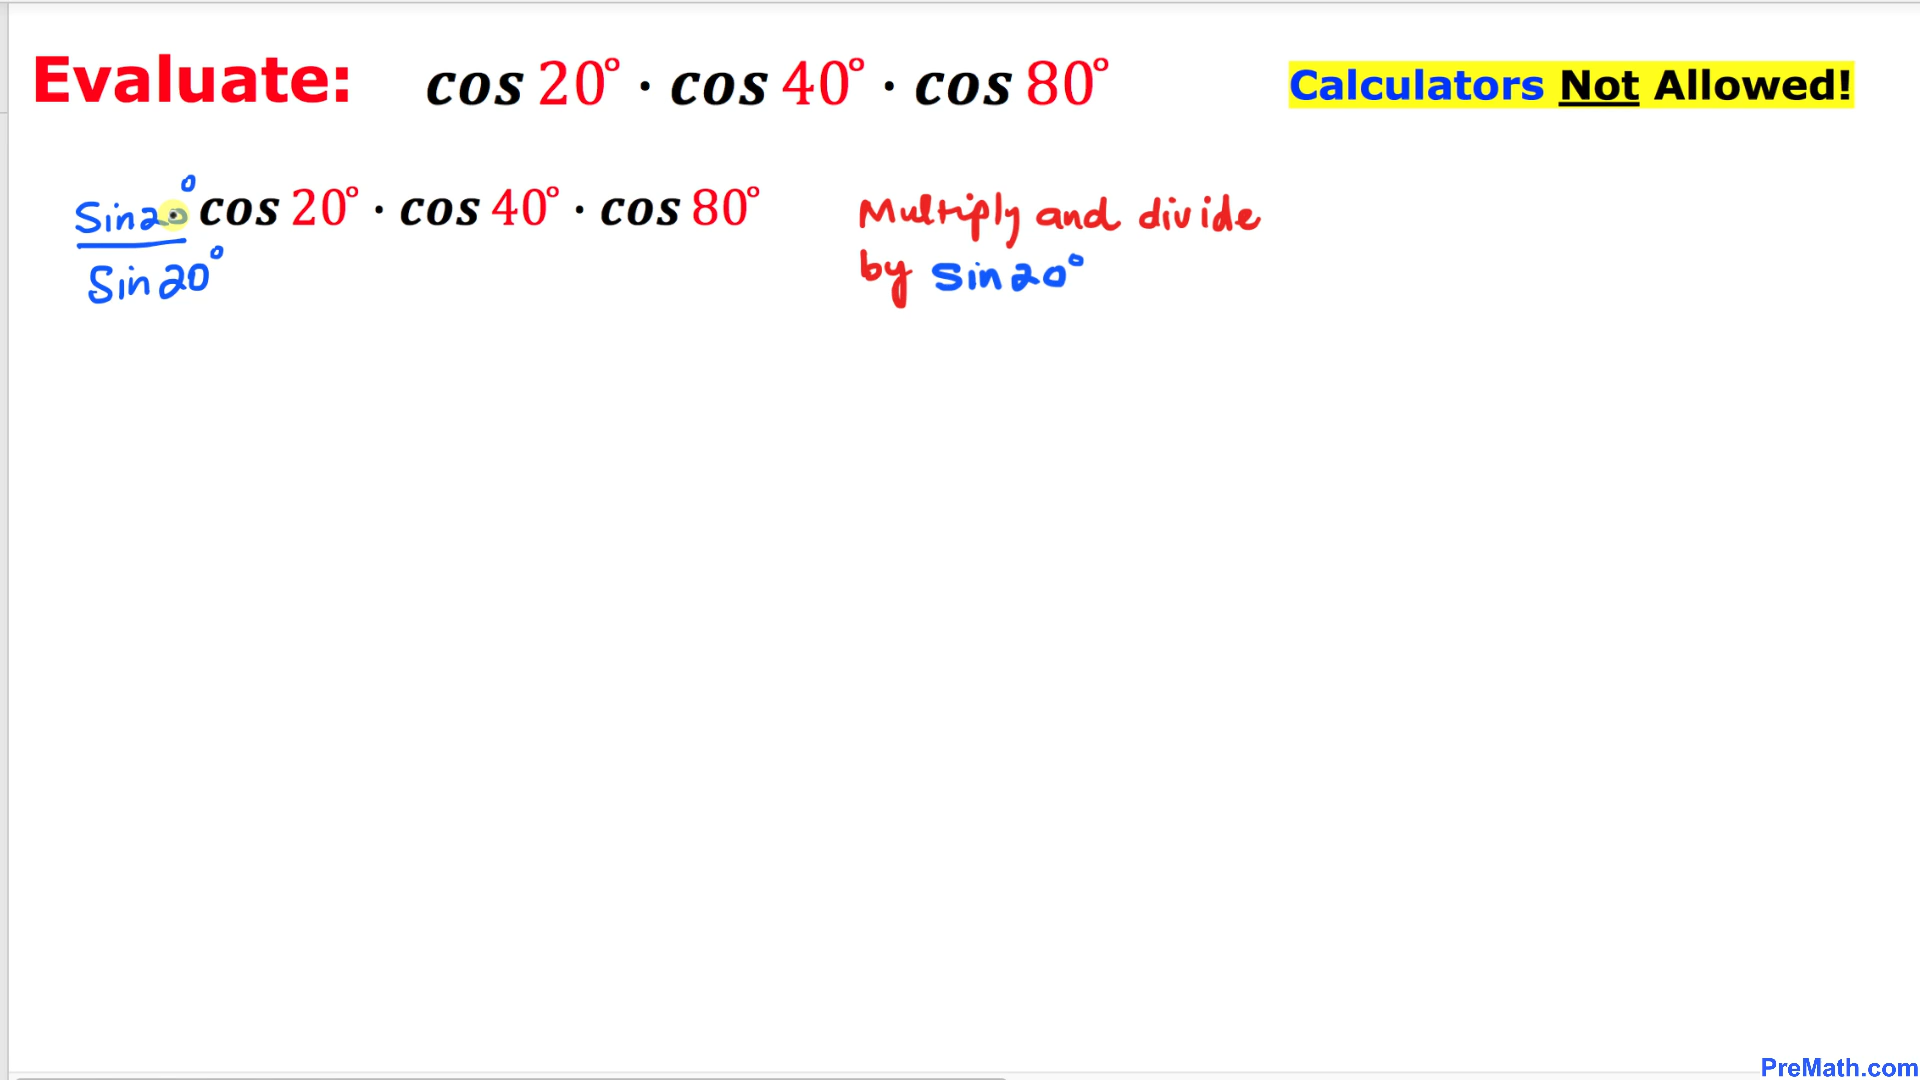 Evaluate: cos 20° · cos 40° · cos 80° Calculators Not Allowed!
Sin20° cos 20° · cos 40° · cos 80° Multiply and divide
Sin20° by Sin20°
PreMath.com